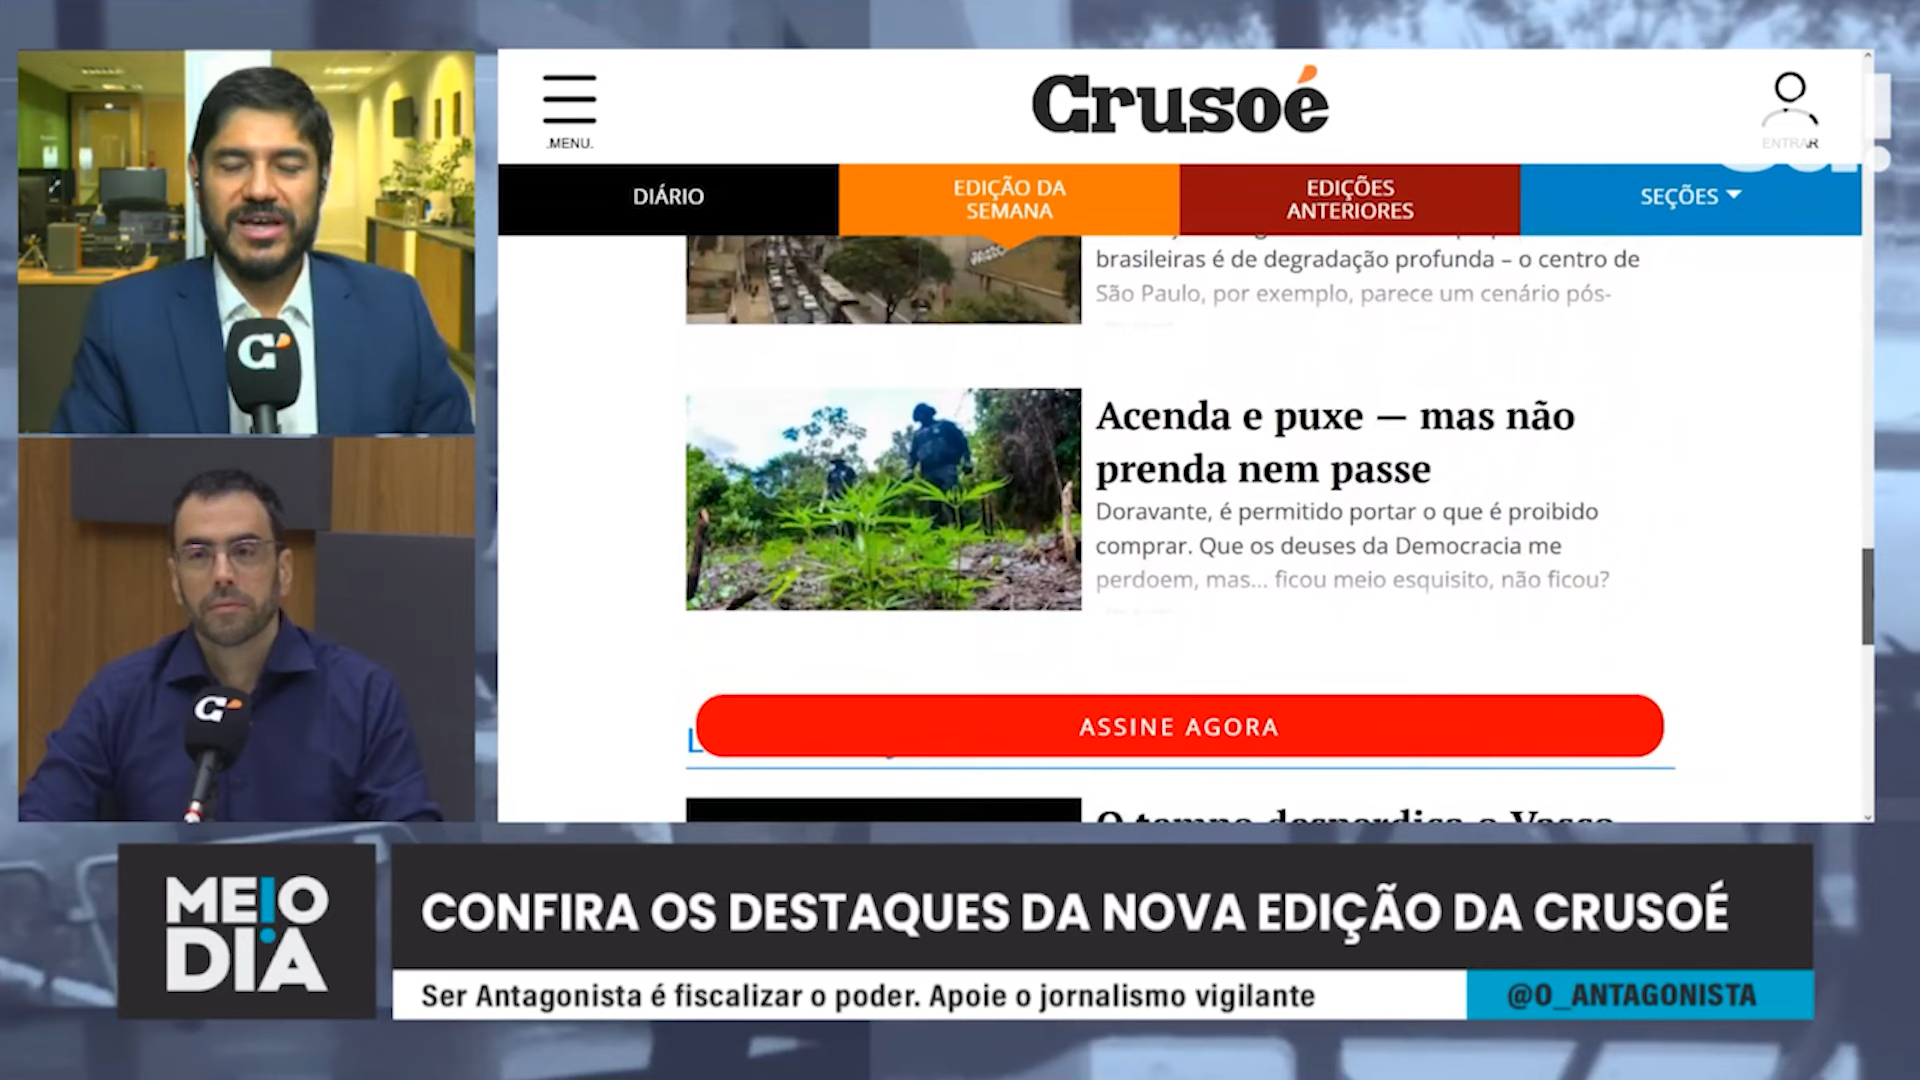 Crusoé
MENU.
ENTRAR
DIÁRIO
EDIÇÃO DA
SEMANA
EDIÇÕES
ANTERIORES
SEÇÕES
brasileiras é de degradação profunda – o centro de
São Paulo, por exemplo, parece um cenário pós-
Acenda e puxe — mas não
prenda nem passe
Doravante, é permitido portar o que é proibido
comprar. Que os deuses da Democracia me
perdoem, mas... ficou meio esquisito, não ficou?
ASSINE AGORA
O tempo desperdiça o Vasco
MEIO
DIA
CONFIRA OS DESTAQUES DA NOVA EDIÇÃO DA CRUSOÉ
Ser Antagonista é fiscalizar o poder. Apoie o jornalismo vigilante
@O_ANTAGONISTA